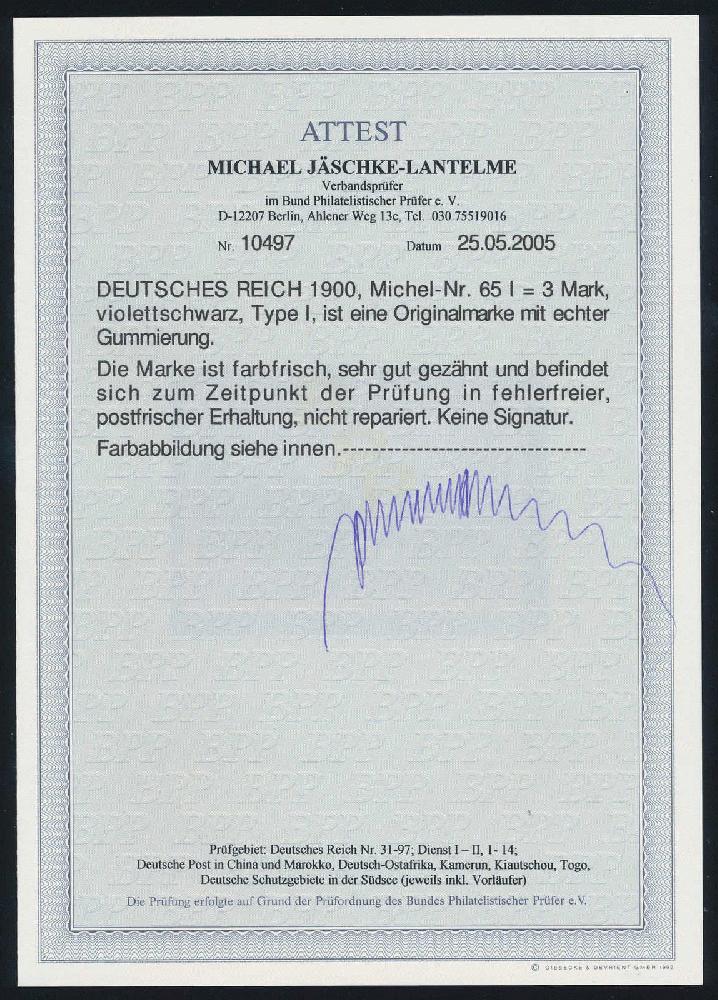 ATTEST
MICHAEL JÄSCHKE-LANTELME
Verbandsprüfer
im Bund Philatelistischer Prüfer e. V.
D-12207 Berlin, Ahlener Weg 13c, Tel. 030 75519016
Nr. 10497 Datum 25.05.2005
DEUTSCHES REICH 1900, Michel-Nr. 65 I = 3 Mark,
violettschwarz, Type I, ist eine Originalmarke mit echter
Gummierung.
Die Marke ist farbfrisch, sehr gut gezähnt und befindet
sich zum Zeitpunkt der Prüfung in fehlerfreier,
postfrischer Erhaltung, nicht repariert. Keine Signatur.
Farbabbildung siehe innen.---------------------------------
Prüfgebiet: Deutsches Reich Nr. 31-97; Dienst I – II, 1- 14;
Deutsche Post in China und Marokko, Deutsch-Ostafrika, Kamerun, Kiautschou, Togo,
Deutsche Schutzgebiete in der Südsee (jeweils inkl. Vorläufer)
Die Prüfung erfolgte auf Grund der Prüfordnung des Bundes Philatelistischer Prüfer e.V.
© GIESECKE & DEVRIENT GMBH 1992